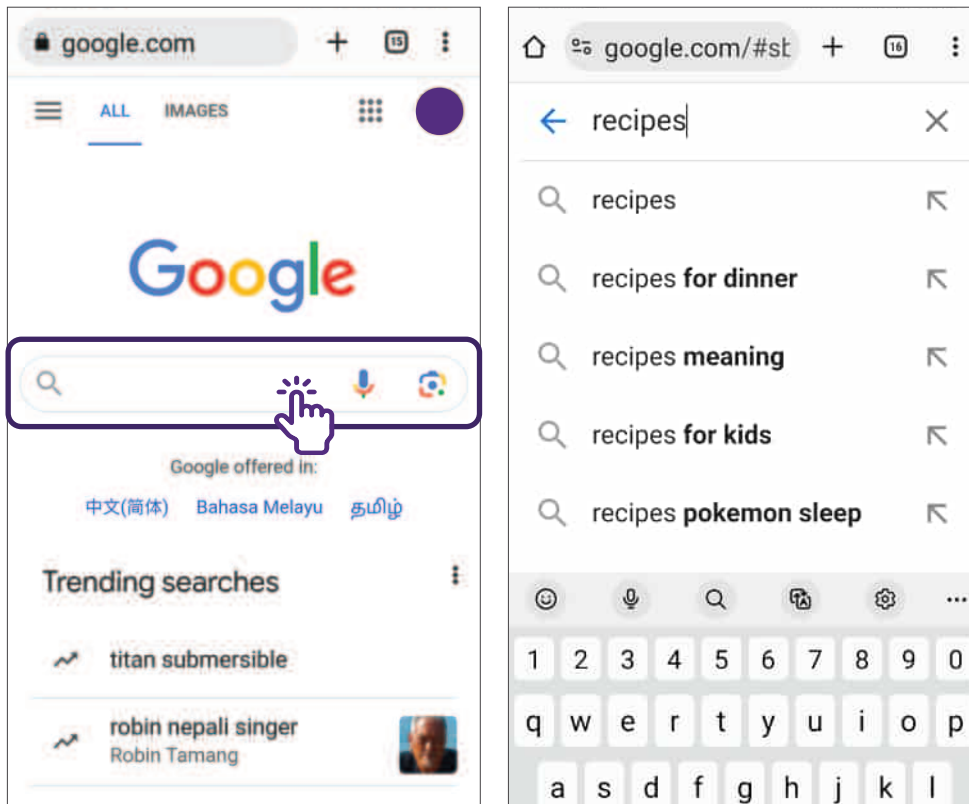 google.com
15
ALL IMAGES
Google
Google offered in:
中文(简体) Bahasa Melayu தமிழ்
Trending searches
titan submersible
robin nepali singer
Robin Tamang
google.com/#sb
16
recipes
recipes
recipes for dinner
recipes meaning
recipes for kids
recipes pokemon sleep
1 2 3 4 5 6 7 8 9 0
q w e r t y u i o p
a s d f g h j k l